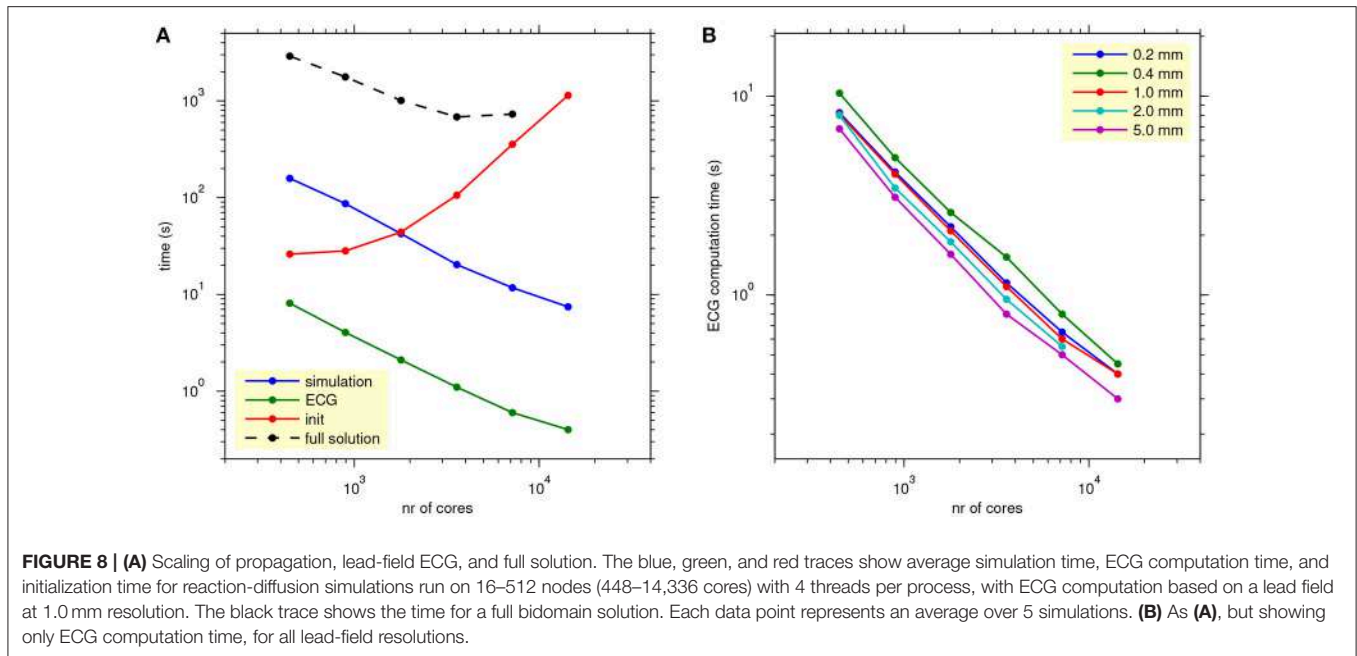 A
time (s)
10³
10²
10¹
10⁰
simulation
ECG
init
full solution
10³
10⁴
nr of cores
B
ECG computation time (s)
10¹
10⁰
0.2 mm
0.4 mm
1.0 mm
2.0 mm
5.0 mm
10³
10⁴
nr of cores
FIGURE 8 | (A) Scaling of propagation, lead-field ECG, and full solution. The blue, green, and red traces show average simulation time, ECG computation time, and
initialization time for reaction-diffusion simulations run on 16–512 nodes (448–14,336 cores) with 4 threads per process, with ECG computation based on a lead field
at 1.0 mm resolution. The black trace shows the time for a full bidomain solution. Each data point represents an average over 5 simulations. (B) As (A), but showing
only ECG computation time, for all lead-field resolutions.